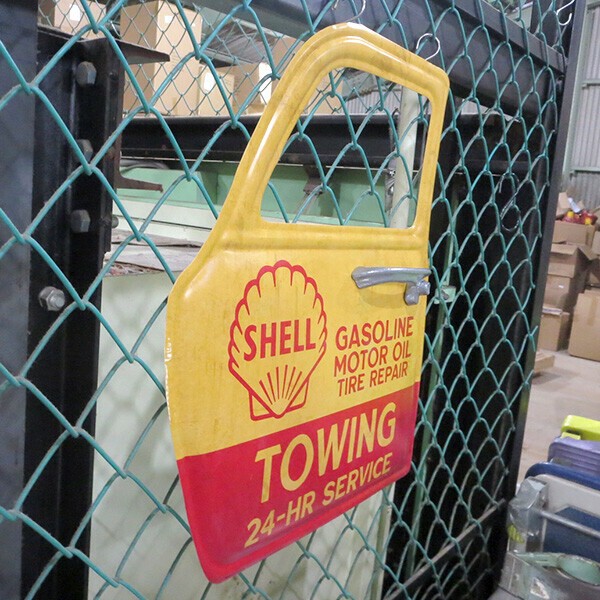 SHELL
GASOLINE
MOTOR OIL
TIRE REPAIR
TOWING
24-HR SERVICE